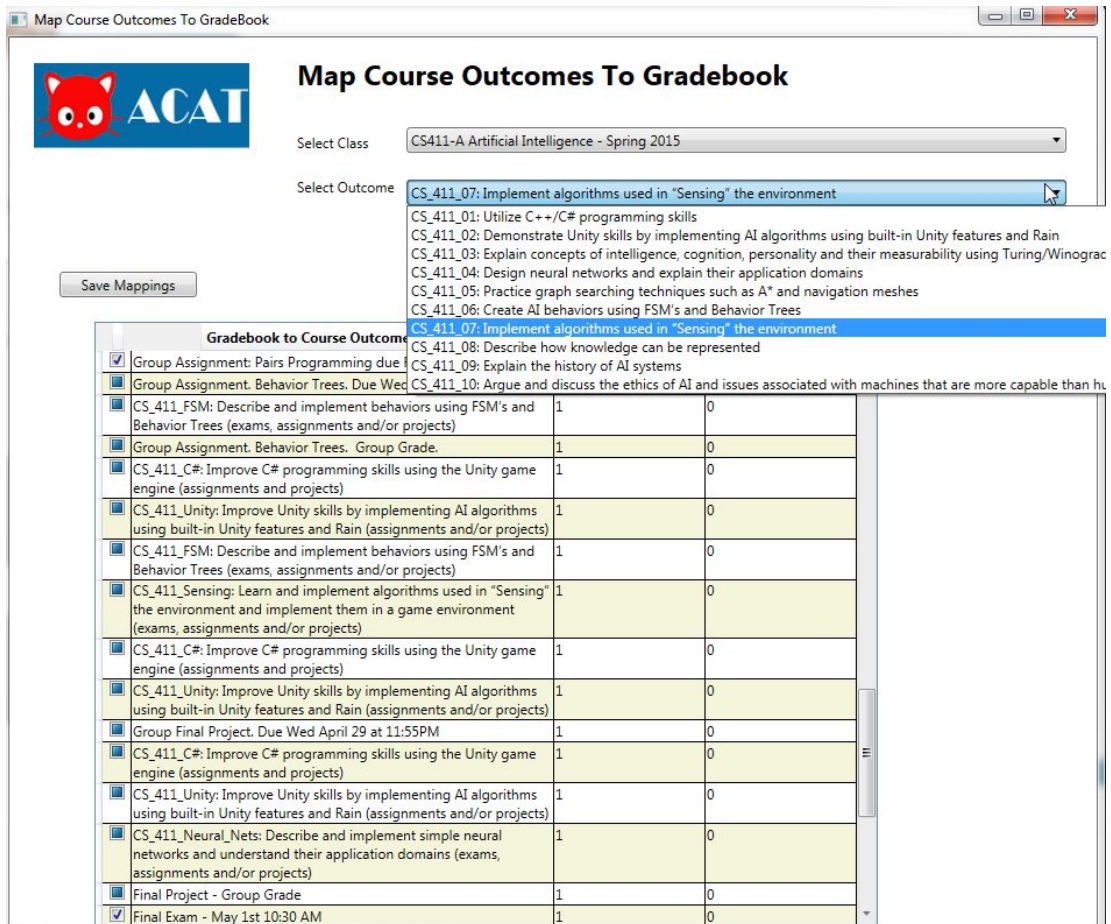 Map Course Outcomes To GradeBook
ACAT
Map Course Outcomes To Gradebook
Select Class
CS411-A Artificial Intelligence - Spring 2015
Select Outcome
CS_411_07: Implement algorithms used in “Sensing” the environment
CS_411_01: Utilize C++/C# programming skills
CS_411_02: Demonstrate Unity skills by implementing AI algorithms using built-in Unity features and Rain
CS_411_03: Explain concepts of intelligence, cognition, personality and their measurability using Turing/Winograd
CS_411_04: Design neural networks and explain their application domains
CS_411_05: Practice graph searching techniques such as A* and navigation meshes
CS_411_06: Create AI behaviors using FSM's and Behavior Trees
CS_411_07: Implement algorithms used in “Sensing” the environment
CS_411_08: Describe how knowledge can be represented
CS_411_09: Explain the history of AI systems
CS_411_10: Argue and discuss the ethics of AI and issues associated with machines that are more capable than hu
Save Mappings
Gradebook to Course Outcome
Group Assignment: Pairs Programming due
Group Assignment. Behavior Trees. Due Wed
CS_411_FSM: Describe and implement behaviors using FSM's and 1 0
Behavior Trees (exams, assignments and/or projects)
Group Assignment. Behavior Trees.  Group Grade. 1 0
CS_411_C#: Improve C# programming skills using the Unity game 1 0
engine (assignments and projects)
CS_411_Unity: Improve Unity skills by implementing AI algorithms 1 0
using built-in Unity features and Rain (assignments and/or projects)
CS_411_FSM: Describe and implement behaviors using FSM's and 1 0
Behavior Trees (exams, assignments and/or projects)
CS_411_Sensing: Learn and implement algorithms used in “Sensing” 1 0
the environment and implement them in a game environment
(exams, assignments and/or projects)
CS_411_C#: Improve C# programming skills using the Unity game 1 0
engine (assignments and projects)
CS_411_Unity: Improve Unity skills by implementing AI algorithms 1 0
using built-in Unity features and Rain (assignments and/or projects)
Group Final Project. Due Wed April 29 at 11:55PM 1 0
CS_411_C#: Improve C# programming skills using the Unity game 1 0
engine (assignments and projects)
CS_411_Unity: Improve Unity skills by implementing AI algorithms 1 0
using built-in Unity features and Rain (assignments and/or projects)
CS_411_Neural_Nets: Describe and implement simple neural 1 0
networks and understand their application domains (exams,
assignments and/or projects)
Final Project - Group Grade 1 0
Final Exam - May 1st 10:30 AM 1 0